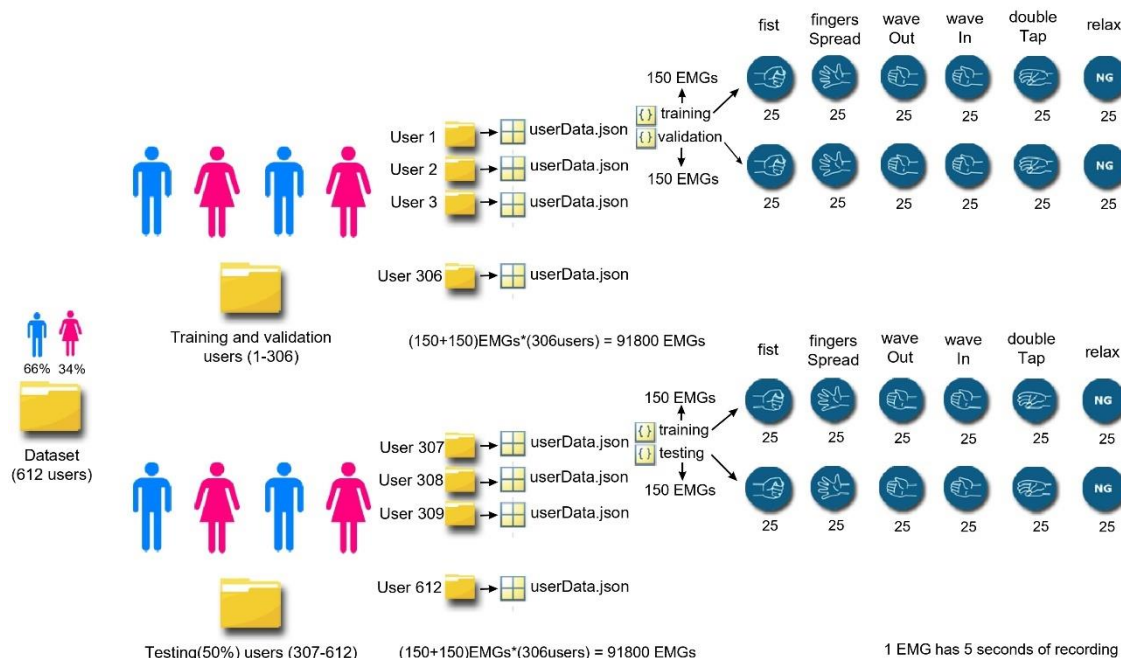 fist fingers Spread wave Out wave In double Tap relax
NG
150 EMGs
25 25 25 25 25 25
{} training
User 1 userData.json
{} validation
User 2 userData.json
150 EMGs
NG
User 3 userData.json
25 25 25 25 25 25
User 306 userData.json
Training and validation
users (1-306)
(150+150)EMGs*(306users) = 91800 EMGs
66% 34%
Dataset
(612 users)
fist fingers Spread wave Out wave In double Tap relax
NG
150 EMGs
25 25 25 25 25 25
{} training
User 307 userData.json
{} testing
User 308 userData.json
150 EMGs
NG
User 309 userData.json
25 25 25 25 25 25
User 612 userData.json
Testing(50%) users (307-612)
(150+150)EMGs*(306users) = 91800 EMGs
1 EMG has 5 seconds of recording